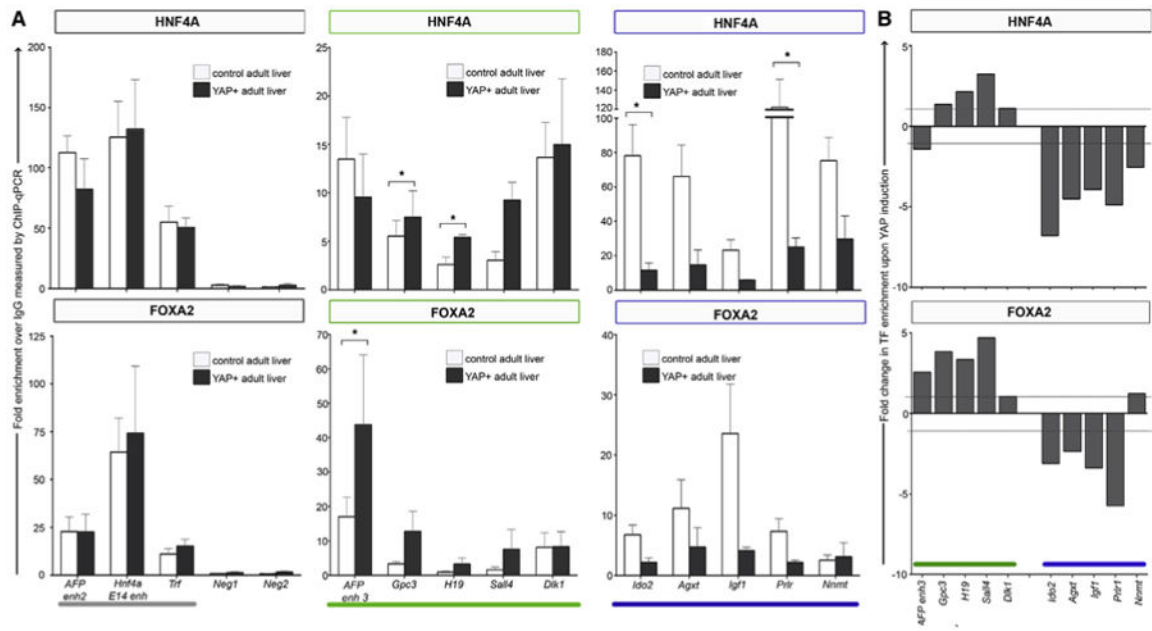 A
B
HNF4A
HNF4A
HNF4A
HNF4A
Fold enrichment over IgG measured by ChIP-qPCR
200
150
100
50
0
control adult liver
YAP+ adult liver
25
20
15
10
5
0
control adult liver
YAP+ adult liver
180
160
140
120
100
80
60
40
20
0
control adult liver
YAP+ adult liver
*
*
*
*
Fold change in TF enrichment upon YAP induction
5
0
-5
-10
FOXA2
FOXA2
FOXA2
FOXA2
125
100
75
50
25
0
control adult liver
YAP+ adult liver
AFP enh2
Hnf4a E14 enh
Trf
Neg1
Neg2
70
60
50
40
30
20
10
0
*
control adult liver
YAP+ adult liver
AFP enh 3
Gpc3
H19
Sall4
Dlk1
40
30
20
10
0
control adult liver
YAP+ adult liver
Ido2
Agxt
Igf1
Prlr
Nnmt
5
0
-5
-10
AFP enh3
Gpc3
H19
Sall4
Dlk1
Ido2
Agxt
Igf1
Prlr1
Nnmt